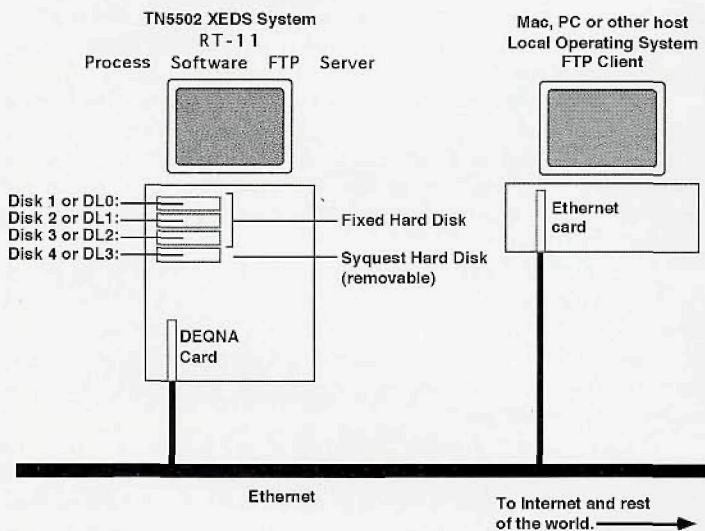 TN5502 XEDS System
RT-11
Process Software FTP Server
Mac, PC or other host
Local Operating System
FTP Client
Disk 1 or DL0:
Disk 2 or DL1:
Disk 3 or DL2:
Disk 4 or DL3:
Fixed Hard Disk
Syquest Hard Disk
(removable)
DEQNA
Card
Ethernet
card
Ethernet
To Internet and rest
of the world.